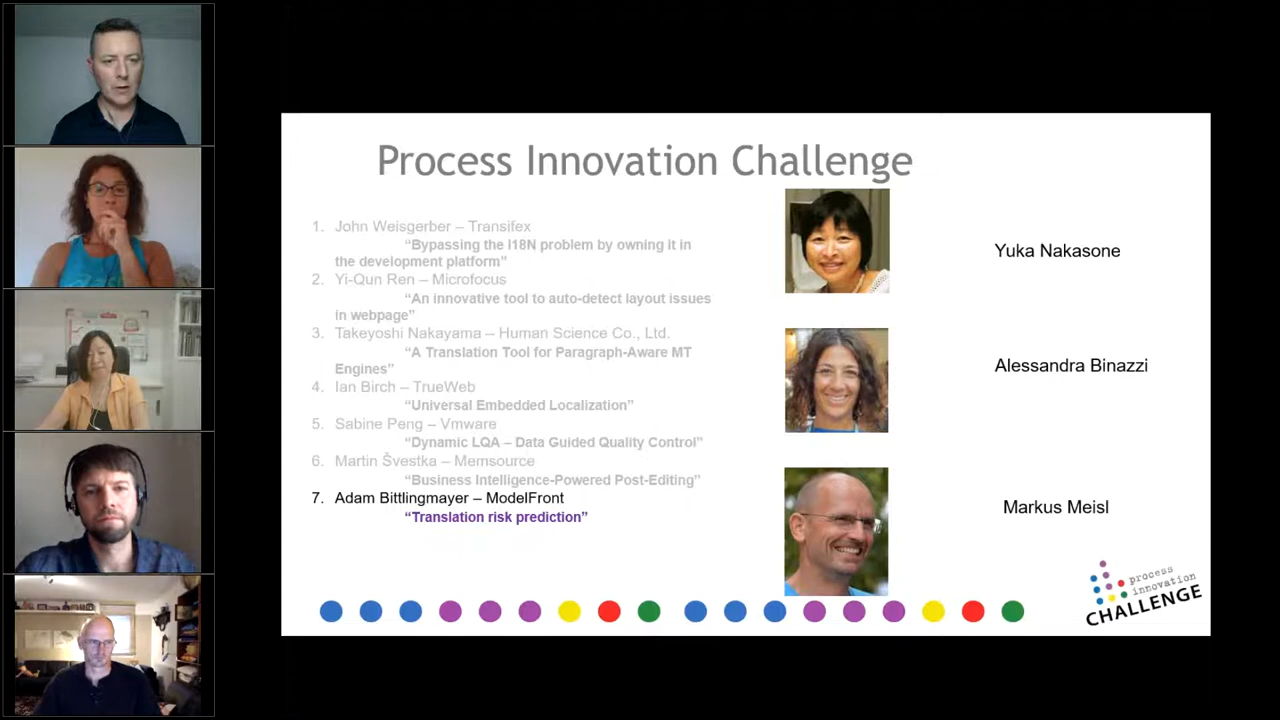 Process Innovation Challenge
1. John Weisgerber – Transifex
“Bypassing the I18N problem by owning it in
the development platform”
2. Yi-Qun Ren – Microfocus
“An innovative tool to auto-detect layout issues
in webpage”
3. Takeyoshi Nakayama – Human Science Co., Ltd.
“A Translation Tool for Paragraph-Aware MT
Engines”
4. Ian Birch – TrueWeb
“Universal Embedded Localization”
5. Sabine Peng – Vmware
“Dynamic LQA – Data Guided Quality Control”
6. Martin Švestka – Memsource
“Business Intelligence-Powered Post-Editing”
7. Adam Bittlingmayer – ModelFront
“Translation risk prediction”
Yuka Nakasone
Alessandra Binazzi
Markus Meisl
process
innovation
CHALLENGE